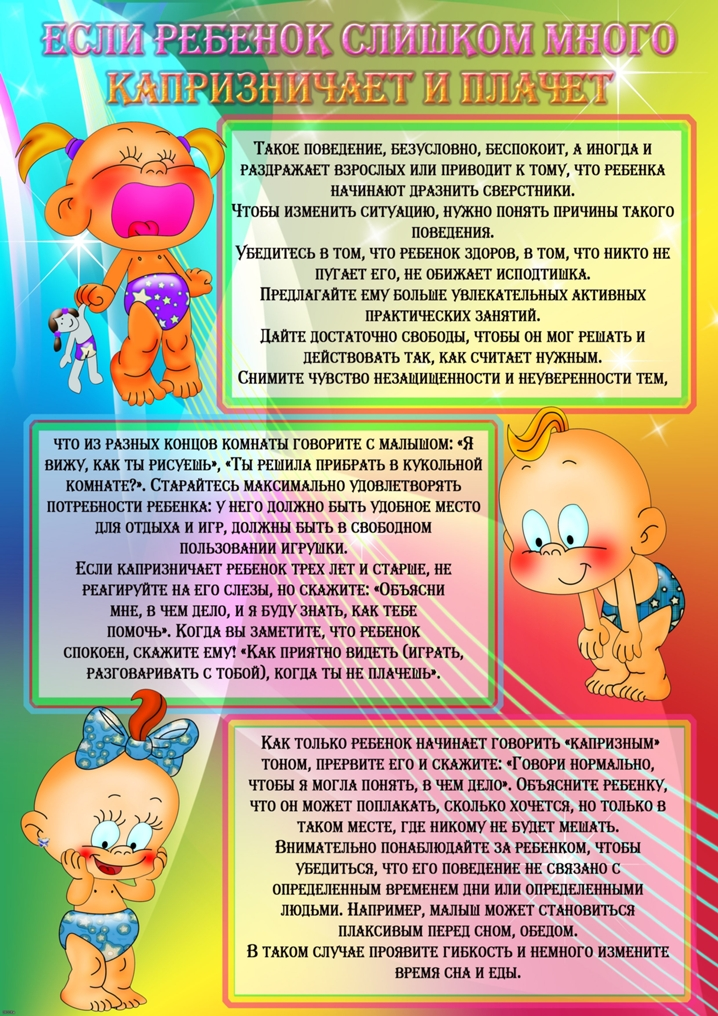 ЕСЛИ РЕБЕНОК СЛИШКОМ МНОГО
КАПРИЗНИЧАЕТ И ПЛАЧЕТ
Такое поведение, безусловно, беспокоит, а иногда и
раздражает взрослых или приводит к тому, что ребенка
начинают дразнить сверстники.
Чтобы изменить ситуацию, нужно понять причины такого
поведения.
Убедитесь в том, что ребенок здоров, в том, что никто не
пугает его, не обижает исподтишка.
Предлагайте ему больше увлекательных активных
практических занятий.
Дайте достаточно свободы, чтобы он мог решать и
действовать так, как считает нужным.
Снимите чувство незащищенности и неуверенности тем,
что из разных концов комнаты говорите с малышом: «Я
вижу, как ты рисуешь», «Ты решила прибрать в кукольной
комнате?». Старайтесь максимально удовлетворять
потребности ребенка: у него должно быть удобное место
для отдыха и игр, должны быть в свободном
пользовании игрушки.
Если капризничает ребенок трех лет и старше, не
реагируйте на его слезы, но скажите: «Объясни
мне, в чем дело, и я буду знать, как тебе
помочь». Когда вы заметите, что ребенок
спокоен, скажите ему! «Как приятно видеть (играть,
разговаривать с тобой), когда ты не плачешь».
Как только ребенок начинает говорить «капризным»
тоном, прервите его и скажите: «Говори нормально,
чтобы я могла понять, в чем дело». Объясните ребенку,
что он может поплакать, сколько хочется, но только в
таком месте, где никому не будет мешать.
Внимательно понаблюдайте за ребенком, чтобы
убедиться, что его поведение не связано с
определенным временем дни или определенными
людьми. Например, малыш может становиться
плаксивым перед сном, обедом.
В таком случае проявите гибкость и немного измените
время сна и еды.